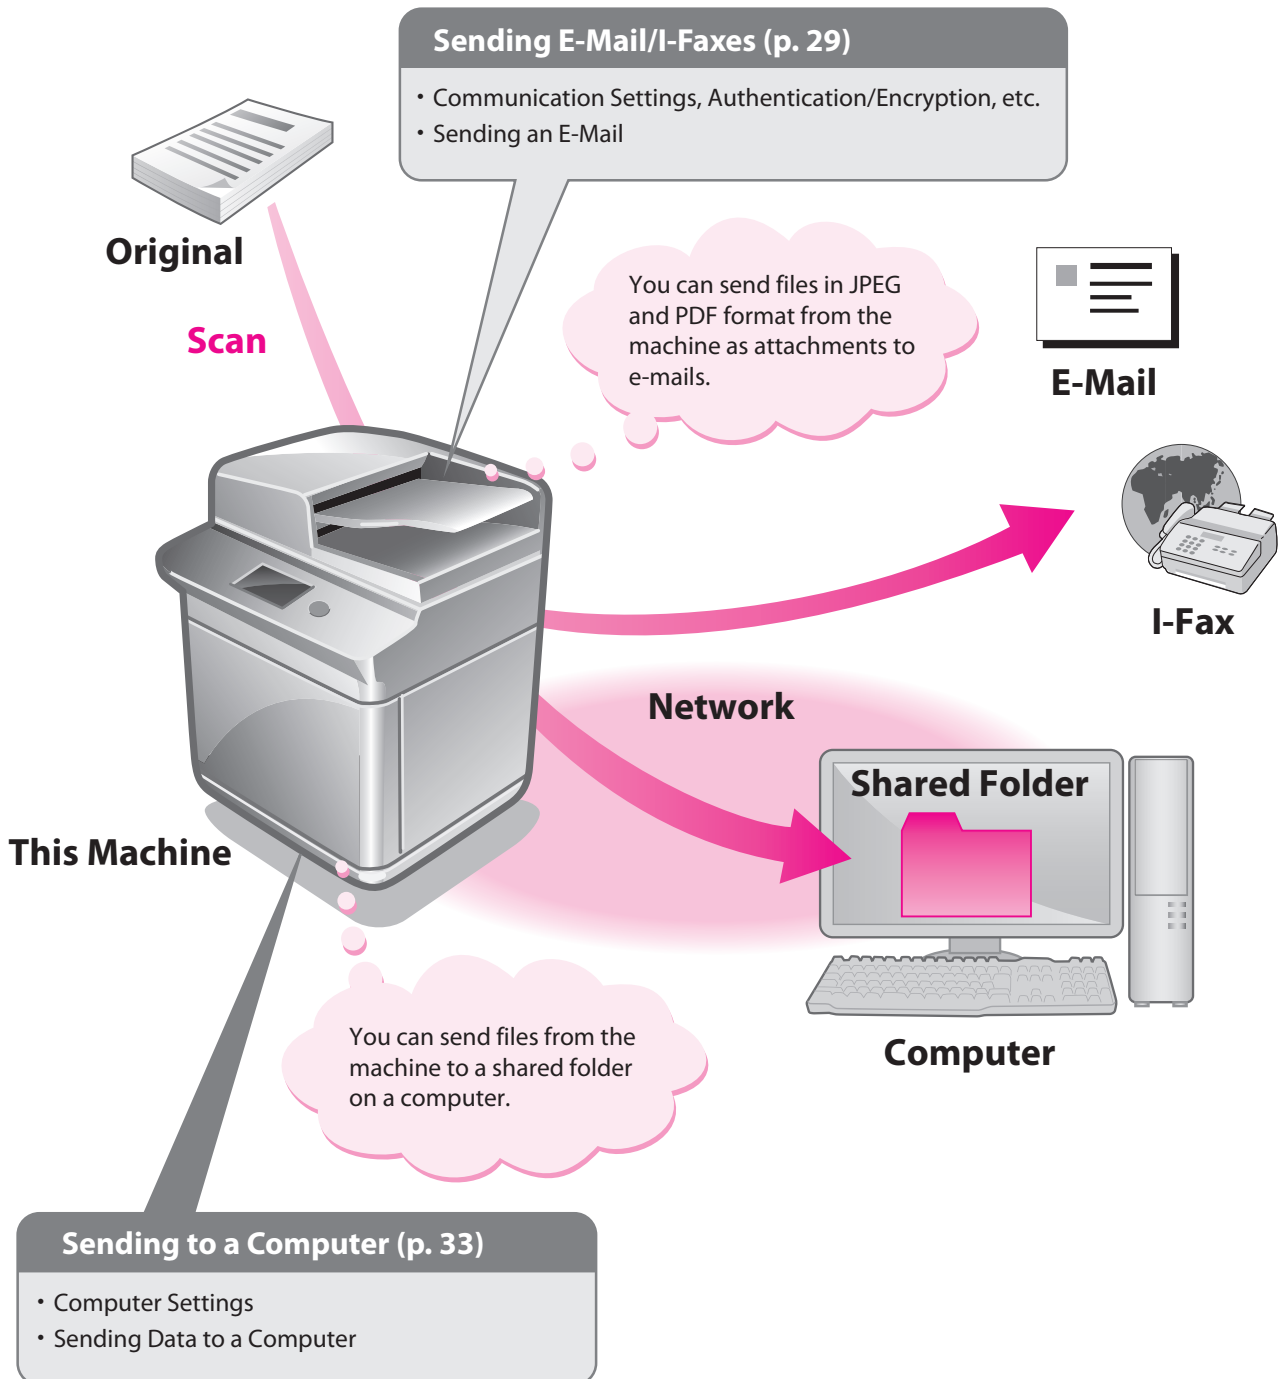 Sending E-Mail/I-Faxes (p. 29)
・Communication Settings, Authentication/Encryption, etc.
・Sending an E-Mail
Original
Scan
You can send files in JPEG
and PDF format from the
machine as attachments to
e-mails.
E-Mail
I-Fax
Network
Shared Folder
This Machine
Computer
You can send files from the
machine to a shared folder
on a computer.
Sending to a Computer (p. 33)
・Computer Settings
・Sending Data to a Computer